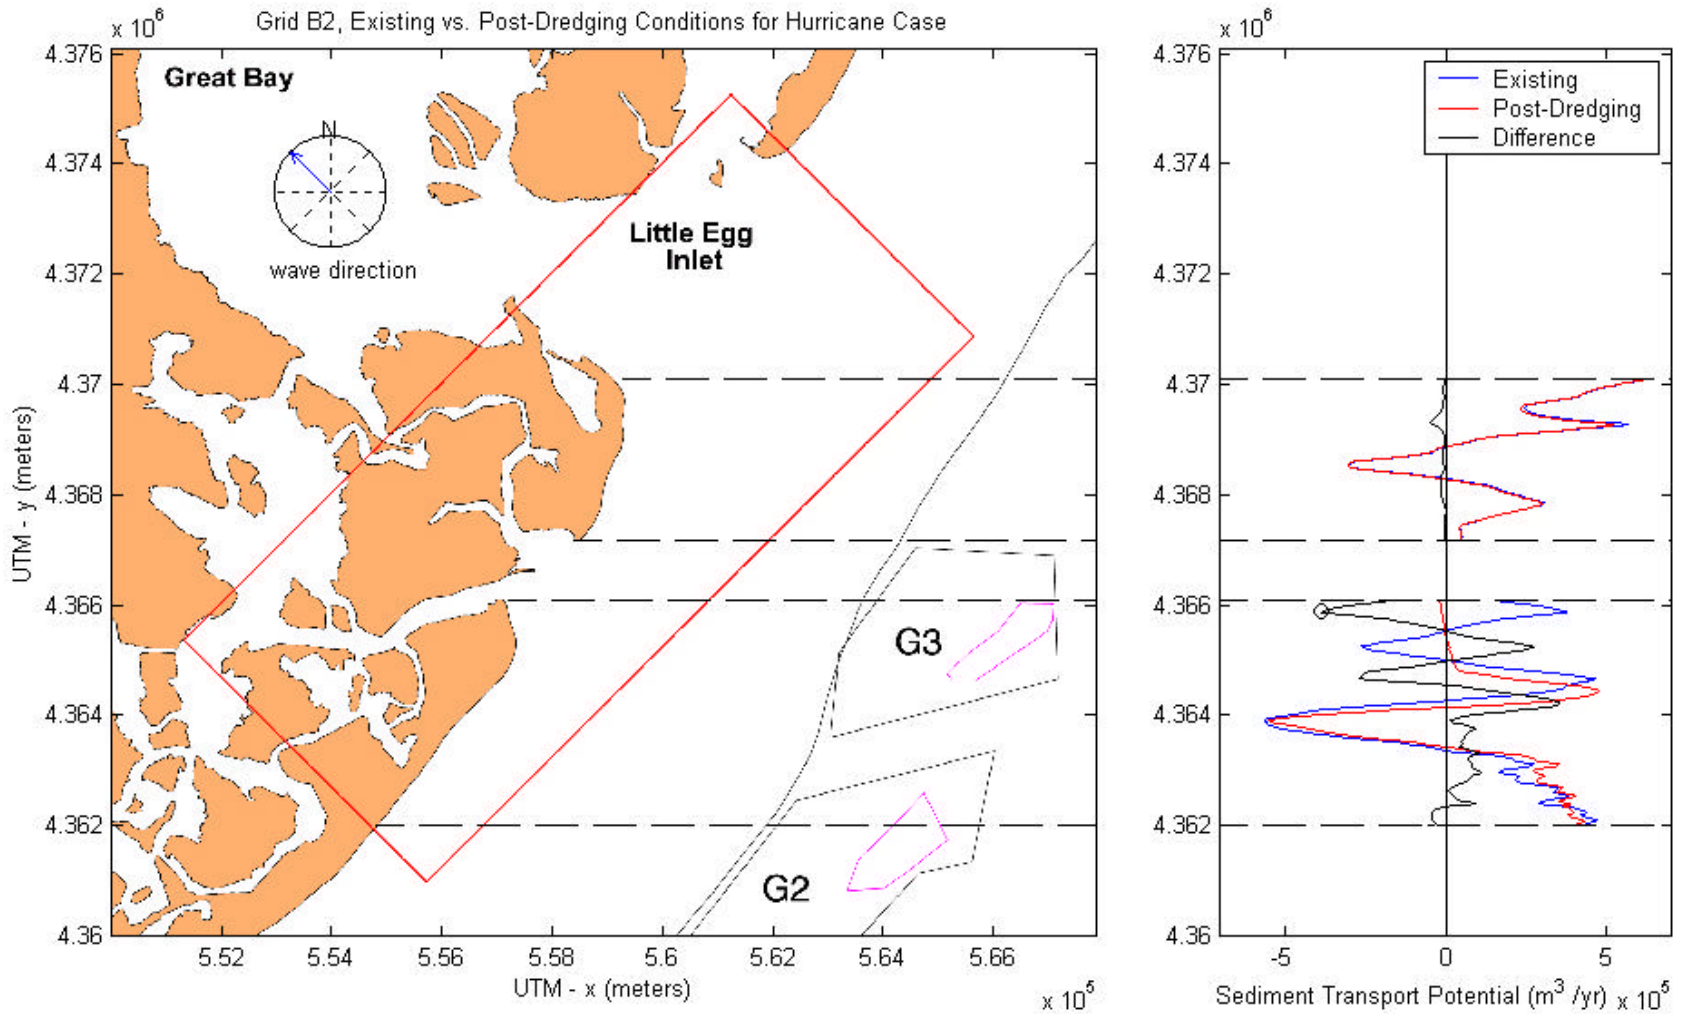 Grid B2, Existing vs. Post-Dredging Conditions for Hurricane Case
x 10^6
4.376
4.374
4.372
4.37
4.368
4.366
4.364
4.362
4.36
UTM - y (meters)
Great Bay
N
wave direction
Little Egg
Inlet
G3
G2
5.52
5.54
5.56
5.58
5.6
5.62
5.64
5.66
UTM - x (meters)
x 10^5
x 10^6
4.376
4.374
4.372
4.37
4.368
4.366
4.364
4.362
4.36
Existing
Post-Dredging
Difference
-5
0
5
Sediment Transport Potential (m^3 /yr) x 10^5